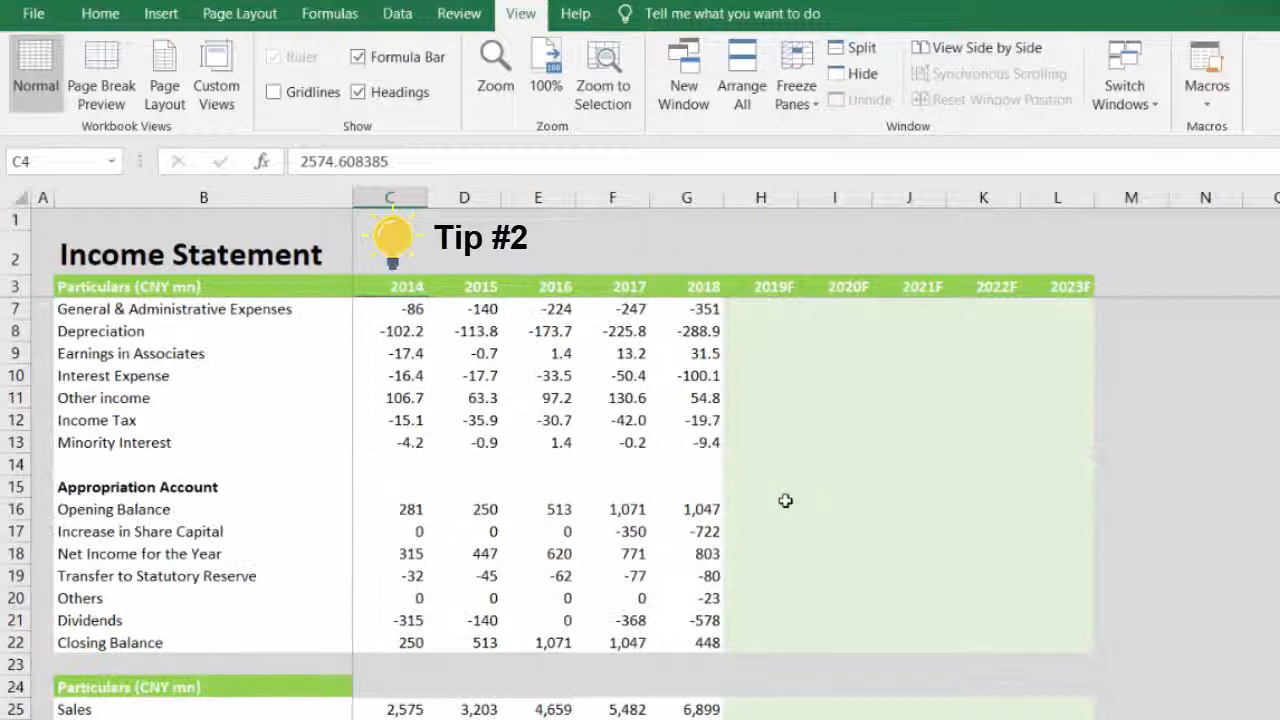 File Home Insert Page Layout Formulas Data Review View Help Tell me what you want to do
Normal Page Break Preview Page Layout Custom Views
Workbook Views
Ruler Formula Bar
Gridlines Headings
Show
Zoom 100% Zoom to Selection
Zoom
New Window Arrange All Freeze Panes
Split
Hide
Unhide
View Side by Side
Synchronous Scrolling
Reset Window Position
Window
Switch Windows
Macros
Macros
C4 fx 2574.608385
A B C D E F G H I J K L M N
1
Tip #2
2 Income Statement
3 Particulars (CNY mn) 2014 2015 2016 2017 2018 2019F 2020F 2021F 2022F 2023F
7 General & Administrative Expenses -86 -140 -224 -247 -351
8 Depreciation -102.2 -113.8 -173.7 -225.8 -288.9
9 Earnings in Associates -17.4 -0.7 1.4 13.2 31.5
10 Interest Expense -16.4 -17.7 -33.5 -50.4 -100.1
11 Other income 106.7 63.3 97.2 130.6 54.8
12 Income Tax -15.1 -35.9 -30.7 -42.0 -19.7
13 Minority Interest -4.2 -0.9 1.4 -0.2 -9.4
14
15 Appropriation Account
16 Opening Balance 281 250 513 1,071 1,047
17 Increase in Share Capital 0 0 0 -350 -722
18 Net Income for the Year 315 447 620 771 803
19 Transfer to Statutory Reserve -32 -45 -62 -77 -80
20 Others 0 0 0 0 -23
21 Dividends -315 -140 0 -368 -578
22 Closing Balance 250 513 1,071 1,047 448
23
24 Particulars (CNY mn)
25 Sales 2,575 3,203 4,659 5,482 6,899